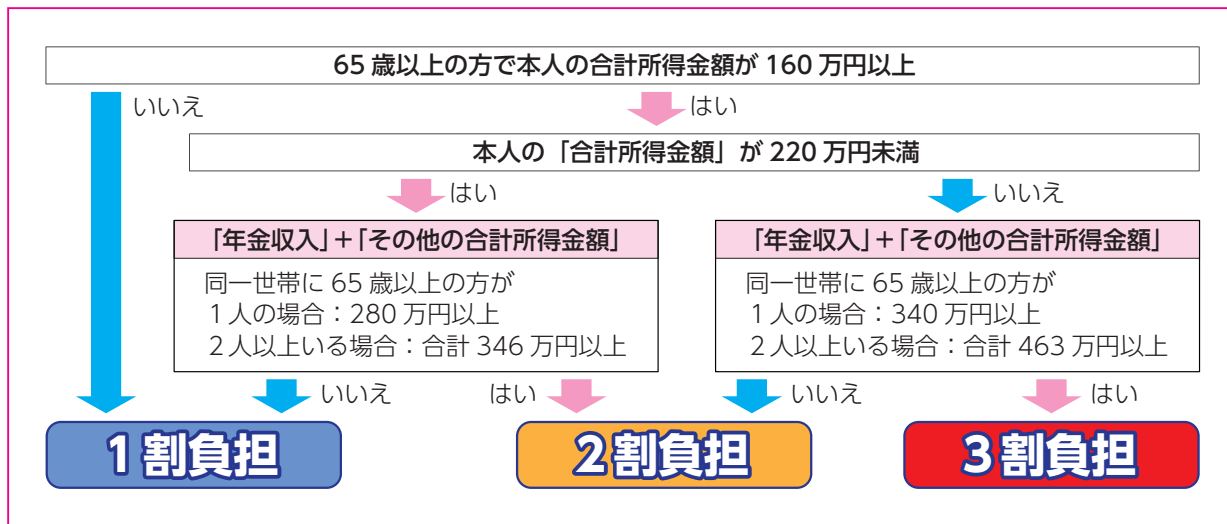 65 歳以上の方で本人の合計所得金額が 160 万円以上
いいえ
はい
本人の「合計所得金額」が 220 万円未満
はい
いいえ
「年金収入」＋「その他の合計所得金額」
同一世帯に 65 歳以上の方が
１人の場合：280 万円以上
２人以上いる場合：合計 346 万円以上
「年金収入」＋「その他の合計所得金額」
同一世帯に 65 歳以上の方が
１人の場合：340 万円以上
２人以上いる場合：合計 463 万円以上
いいえ
はい
いいえ
はい
１割負担
２割負担
３割負担